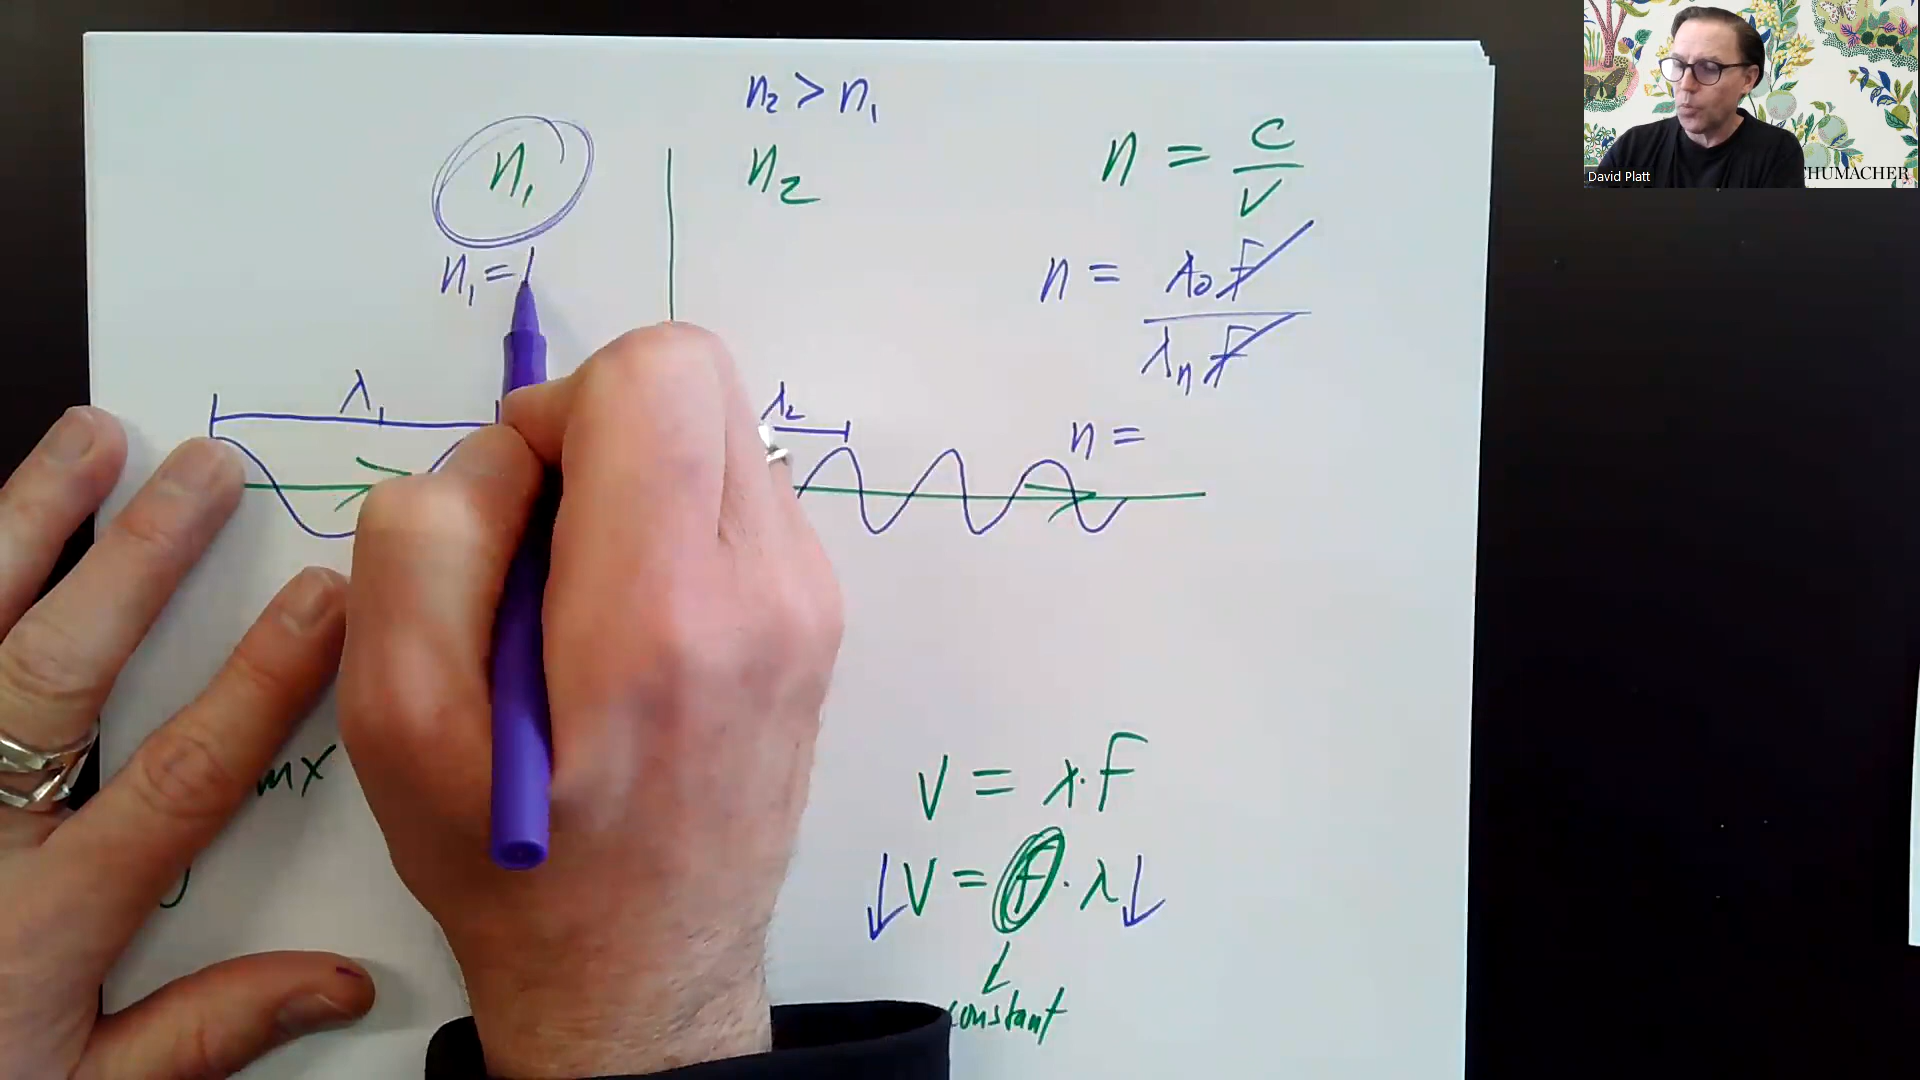 n₂ > n₁
n₁
n₂
n = c/v
n₁ = 1
n = λ₀f/λₙf
λ₁
λ₂
n =
mx
v = λ·f
↓v = f·λ↓
constant
David Platt
HUMACHER